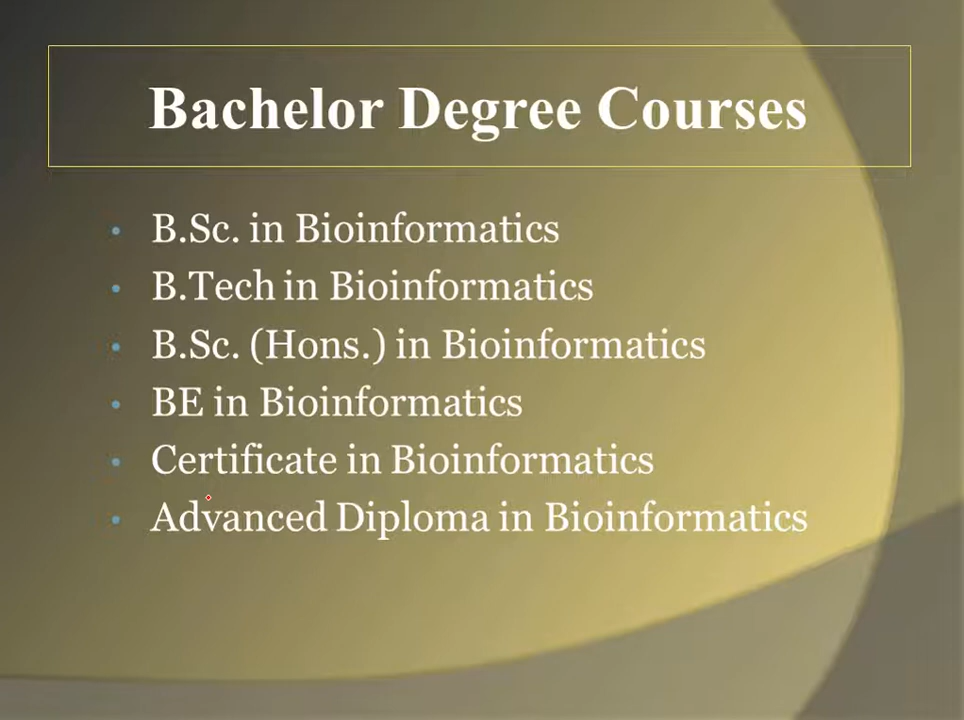 Bachelor Degree Courses
• B.Sc. in Bioinformatics
• B.Tech in Bioinformatics
• B.Sc. (Hons.) in Bioinformatics
• BE in Bioinformatics
• Certificate in Bioinformatics
• Advanced Diploma in Bioinformatics